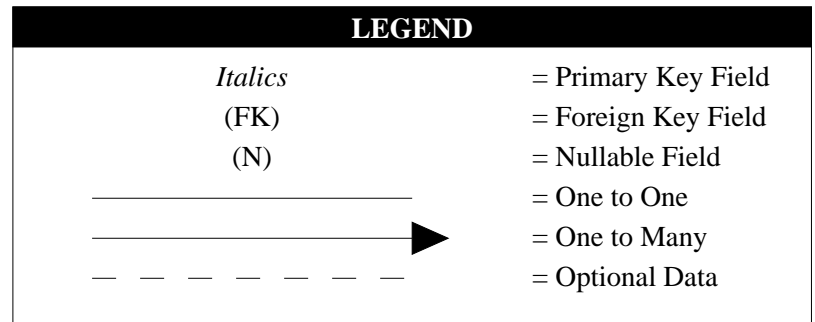 LEGEND
Italics = Primary Key Field
(FK) = Foreign Key Field
(N) = Nullable Field
= One to One
= One to Many
= Optional Data